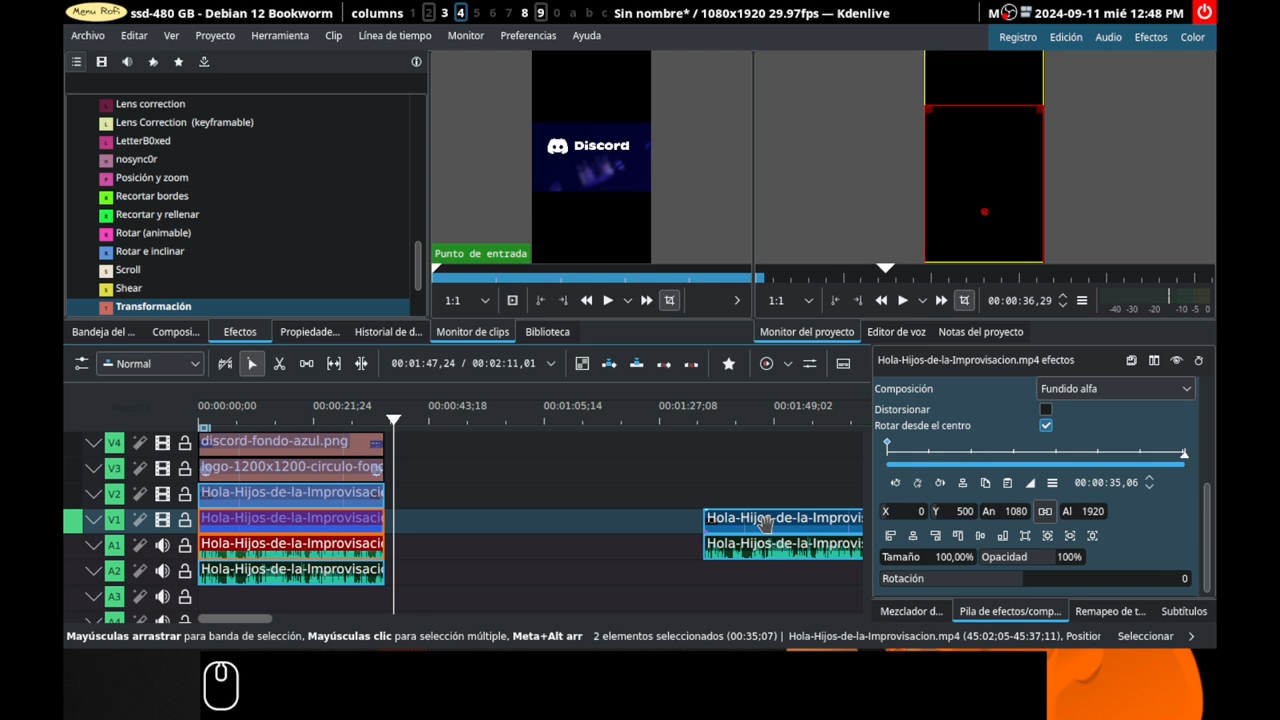 Menu Rofi
ssd-480 GB - Debian 12 Bookworm
columns 1 2 3 4 5 6 7 8 9 0 a b c
Sin nombre* / 1080x1920 29.97fps — Kdenlive
M
2024-09-11 mié 12:48 PM
Archivo Editar Ver Proyecto Herramienta Clip Línea de tiempo Monitor Preferencias Ayuda
Registro Edición Audio Efectos Color
Lens correction
Lens Correction (keyframable)
LetterB0xed
nosync0r
Posición y zoom
Recortar bordes
Recortar y rellenar
Rotar (animable)
Rotar e inclinar
Scroll
Shear
Transformación
Discord
Punto de entrada
1:1
1:1
00:00:36,29
-40 -30 -20 -10 -5 0
Bandeja del ... Composi... Efectos Propiedade... Historial de d...
Monitor de clips Biblioteca
Monitor del proyecto Editor de voz Notas del proyecto
Normal
00:01:47,24 / 00:02:11,01
Hola-Hijos-de-la-Improvisacion.mp4 efectos
Composición Fundido alfa
Distorsionar
Rotar desde el centro
00:00:00;00 00:00:21;24 00:00:43;18 00:01:05;14 00:01:27;08 00:01:49;02
V4 discord-fondo-azul.png
V3 logo-1200x1200-circulo-fon
V2 Hola-Hijos-de-la-Improvisacio
V1 Hola-Hijos-de-la-Improvisacio Hola-Hijos-de-la-Improvis
A1 Hola-Hijos-de-la-Improvisacio Hola-Hijos-de-la-Improvis
A2 Hola-Hijos-de-la-Improvisacio
A3
00:00:35,06
X 0 Y 500 An 1080 Al 1920
Tamaño 100,00% Opacidad 100%
Rotación 0
Mezclador d... Pila de efectos/comp... Remapeo de t... Subtítulos
Mayúsculas arrastrar para banda de selección, Mayúsculas clic para selección múltiple, Meta+Alt arr
2 elementos seleccionados (00:35;07) | Hola-Hijos-de-la-Improvisacion.mp4 (45:02;05-45:37;11), Position
Seleccionar